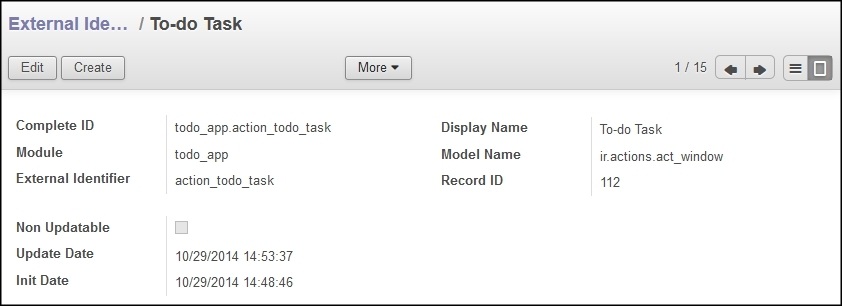 External Ide… / To-do Task
Edit Create More 1 / 15
Complete ID todo_app.action_todo_task Display Name To-do Task
Module todo_app Model Name ir.actions.act_window
External Identifier action_todo_task Record ID 112
Non Updatable
Update Date 10/29/2014 14:53:37
Init Date 10/29/2014 14:48:46